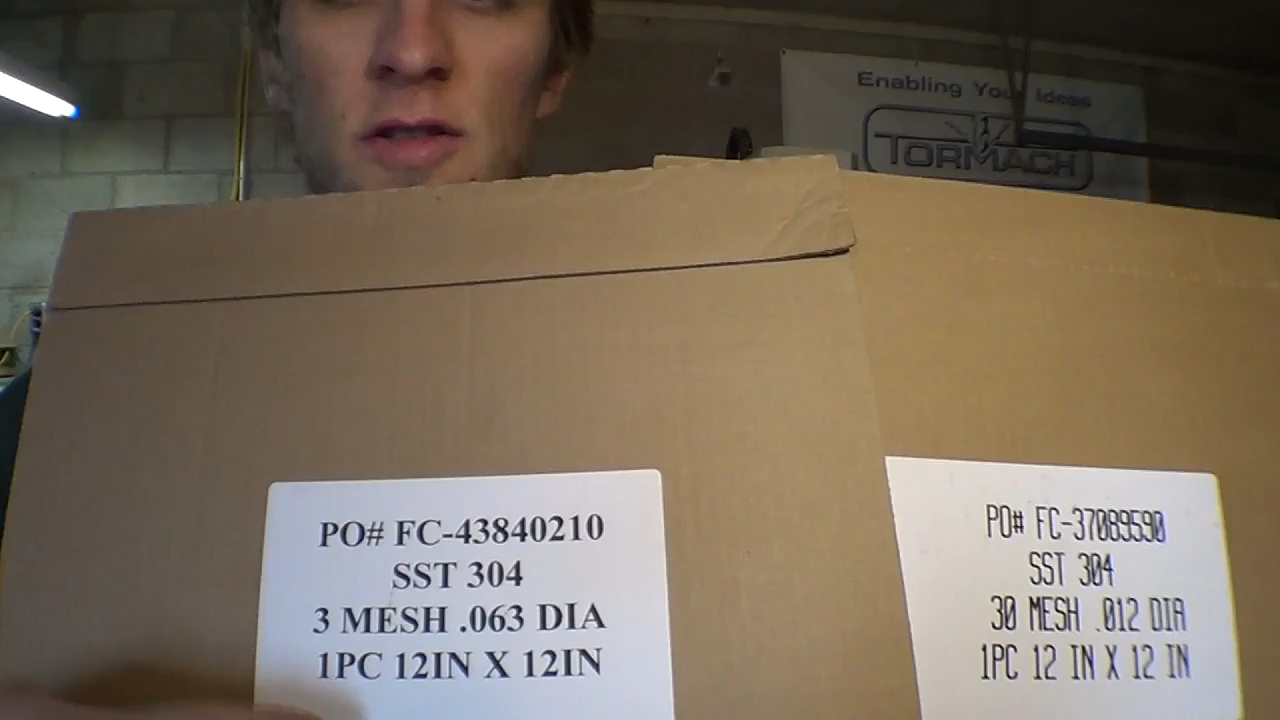 Enabling Your Ideas
TORMACH
PO# FC-43840210
SST 304
3 MESH .063 DIA
1PC 12IN X 12IN
PO# FC-37089590
SST 304
30 MESH .012 DIA
1PC 12 IN X 12 IN